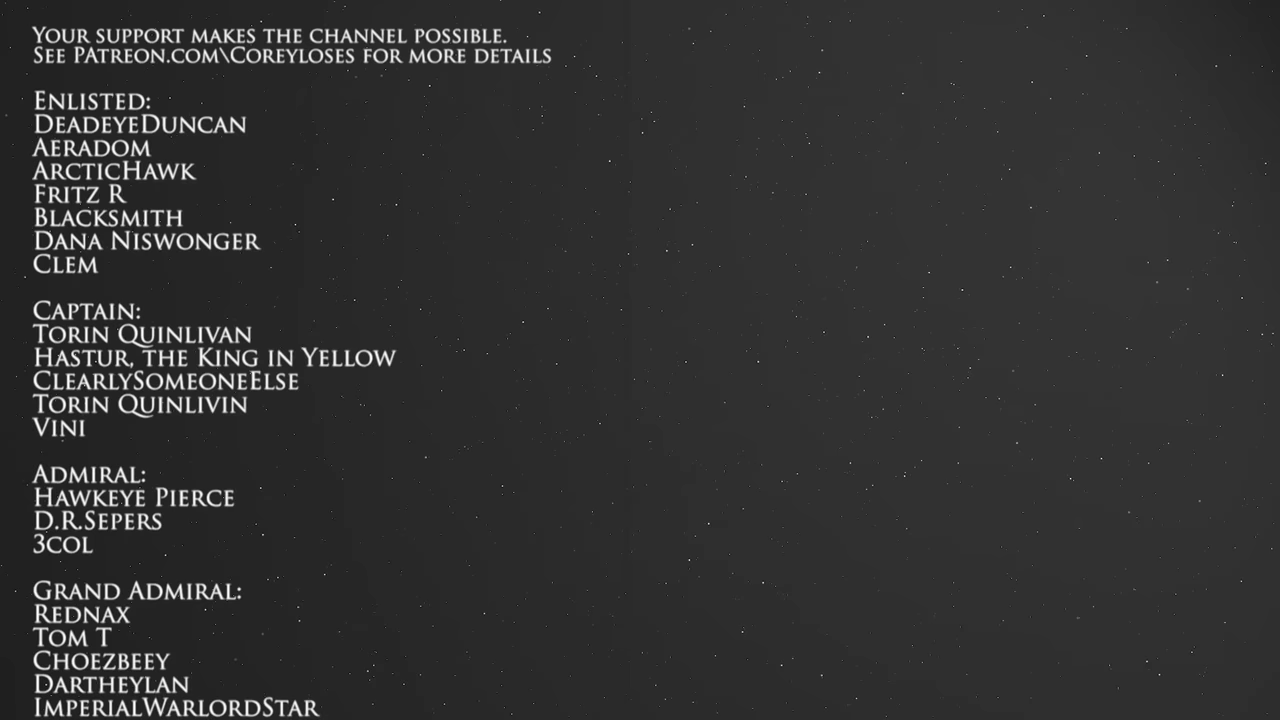 Your support makes the channel possible.
See PAtreon.com\Coreyloses for more details
Enlisted:
DeadeyeDuncan
Aeradom
ArcticHawk
Fritz R
Blacksmith
Dana Niswonger
Clem
Captain:
Torin Quinlivan
Hastur, the King in Yellow
ClearlySomeoneElse
Torin Quinlivin
Vini
Admiral:
Hawkeye Pierce
D.R.Sepers
3col
Grand Admiral:
Rednax
Tom T
Choezbeey
Dartheylan
ImperialWarlordStar